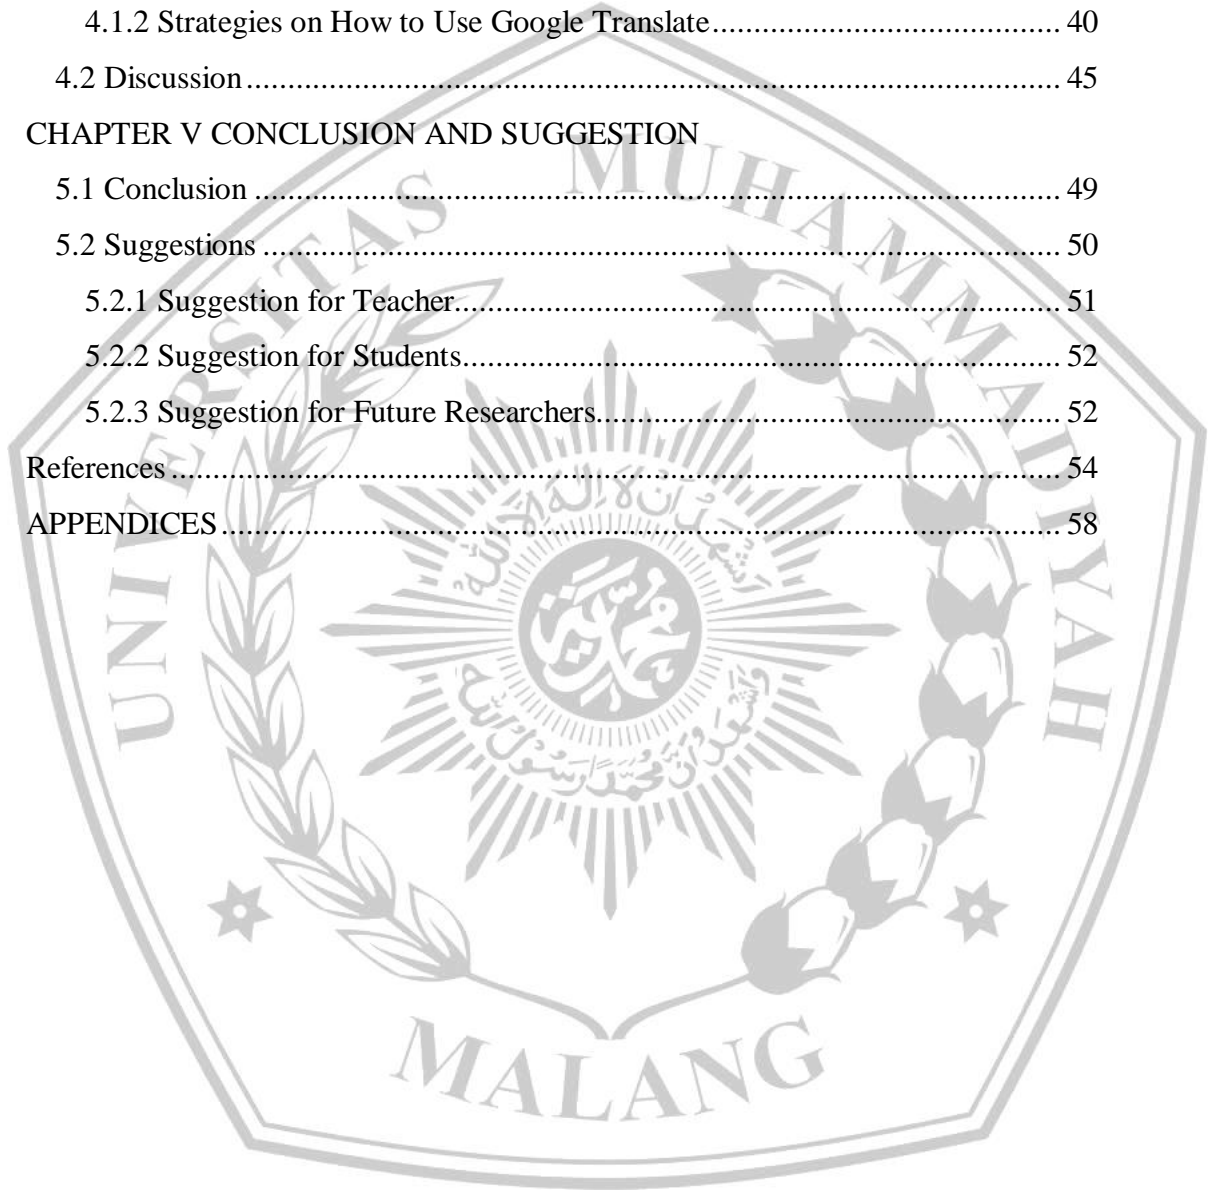 4.1.2 Strategies on How to Use Google Translate.......................................... 40
4.2 Discussion.................................................................................................. 45
CHAPTER V CONCLUSION AND SUGGESTION
5.1 Conclusion ................................................................................................. 49
5.2 Suggestions ................................................................................................ 50
5.2.1 Suggestion for Teacher......................................................................... 51
5.2.2 Suggestion for Students........................................................................ 52
5.2.3 Suggestion for Future Researchers........................................................ 52
References........................................................................................................... 54
APPENDICES ..................................................................................................... 58
UNIVERSITAS MUHAMMADIYAH
MALANG